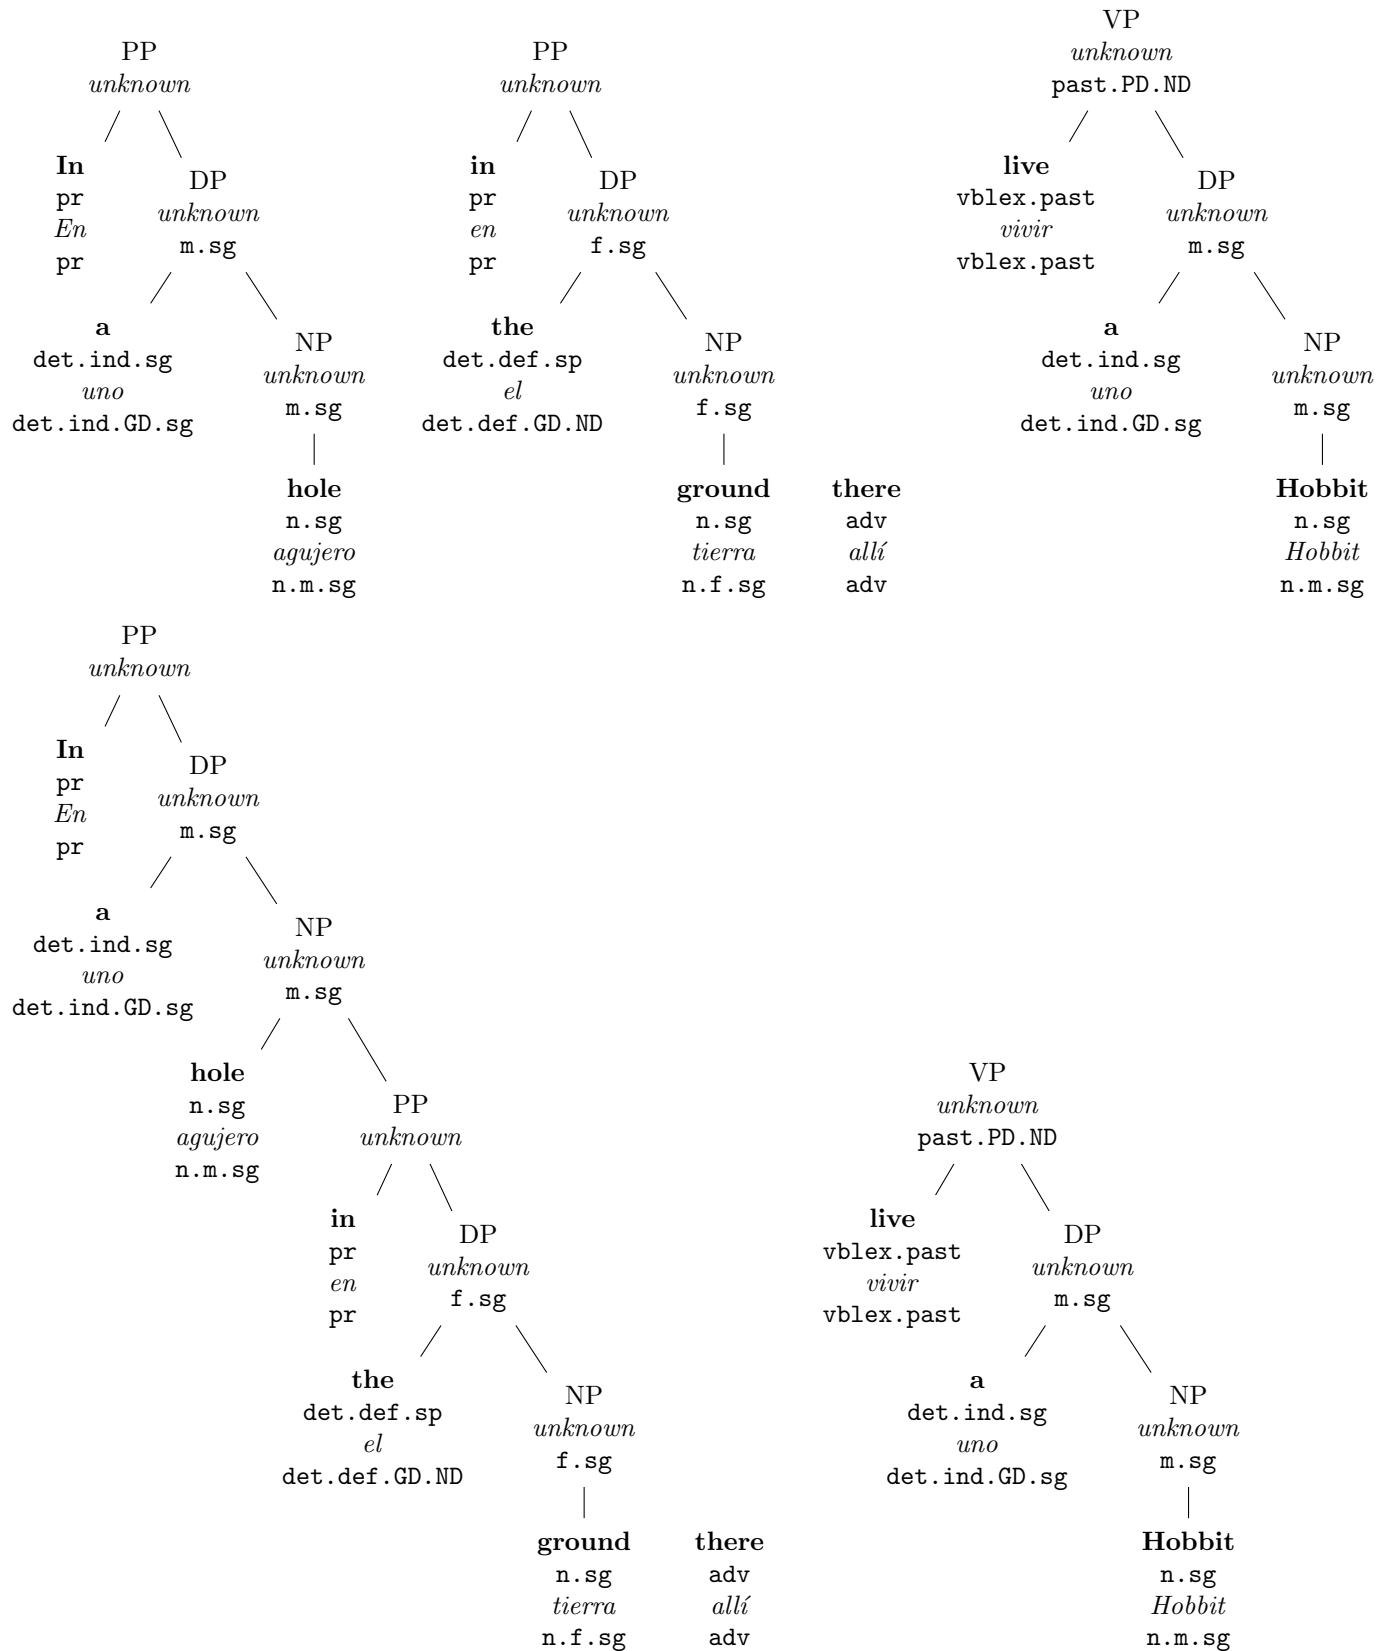 VP
PP PP unknown
unknown unknown past.PD.ND
In in live
pr DP pr DP vblex.past DP
En unknown en unknown vivir unknown
pr m.sg pr f.sg vblex.past m.sg
a the a
det.ind.sg NP det.def.sp NP det.ind.sg NP
uno unknown el unknown uno unknown
det.ind.GD.sg m.sg det.def.GD.ND f.sg det.ind.GD.sg m.sg
hole ground there Hobbit
n.sg n.sg adv n.sg
agujero tierra allí Hobbit
n.m.sg n.f.sg adv n.m.sg
PP
unknown
In
pr DP
En unknown
pr m.sg
a
det.ind.sg NP
uno unknown
det.ind.GD.sg m.sg
hole VP
n.sg PP unknown
agujero unknown past.PD.ND
n.m.sg
in live
pr DP vblex.past DP
en unknown vivir unknown
pr f.sg vblex.past m.sg
the a
det.def.sp NP det.ind.sg NP
el unknown uno unknown
det.def.GD.ND f.sg det.ind.GD.sg m.sg
ground there Hobbit
n.sg adv n.sg
tierra allí Hobbit
n.f.sg adv n.m.sg